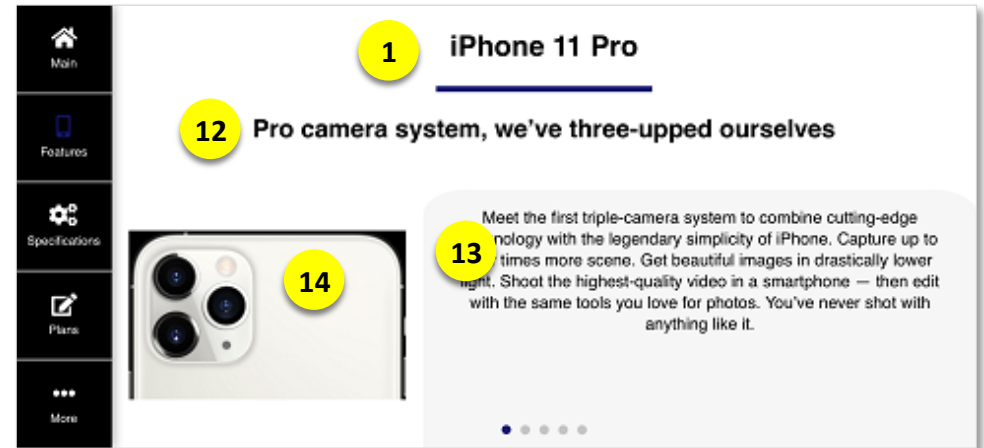 Main
Features
Specifications
Plans
More
1
iPhone 11 Pro
12
Pro camera system, we've three-upped ourselves
14
13
Meet the first triple-camera system to combine cutting-edge
nology with the legendary simplicity of iPhone. Capture up to
times more scene. Get beautiful images in drastically lower
light. Shoot the highest-quality video in a smartphone — then edit
with the same tools you love for photos. You've never shot with
anything like it.